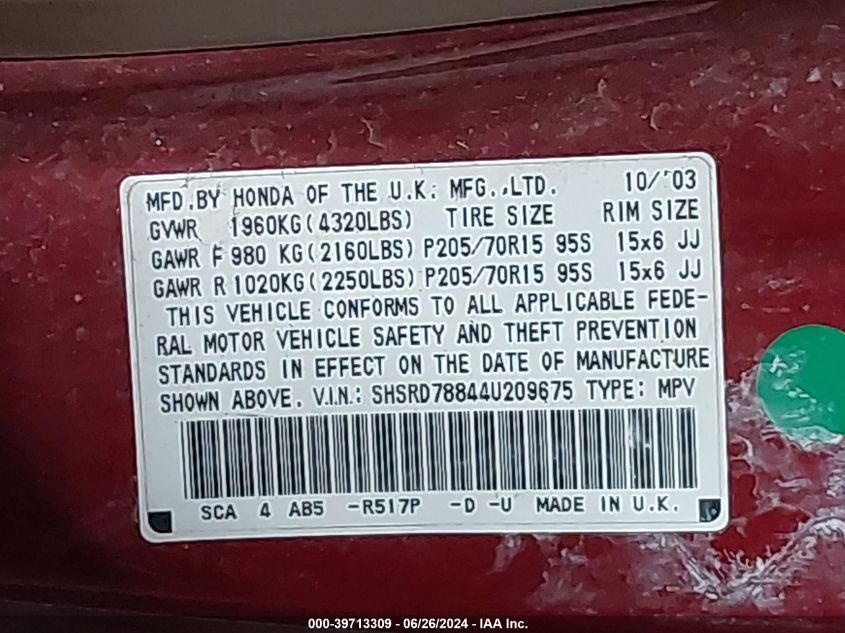 MFD.BY HONDA OF THE U.K. MFG.,LTD. 10/'03
GVWR 1960KG(4320LBS) TIRE SIZE RIM SIZE
GAWR F 980 KG(2160LBS) P205/70R15 95S 15x6 JJ
GAWR R 1020KG(2250LBS) P205/70R15 95S 15x6 JJ
THIS VEHICLE CONFORMS TO ALL APPLICABLE FEDE-
RAL MOTOR VEHICLE SAFETY AND THEFT PREVENTION
STANDARDS IN EFFECT ON THE DATE OF MANUFACTURE
SHOWN ABOVE. V.I.N.: SHSRD78844U209675 TYPE: MPV
SCA 4 AB5 -R517P -D -U MADE IN U.K.
000-39713309 - 06/26/2024 - IAA Inc.